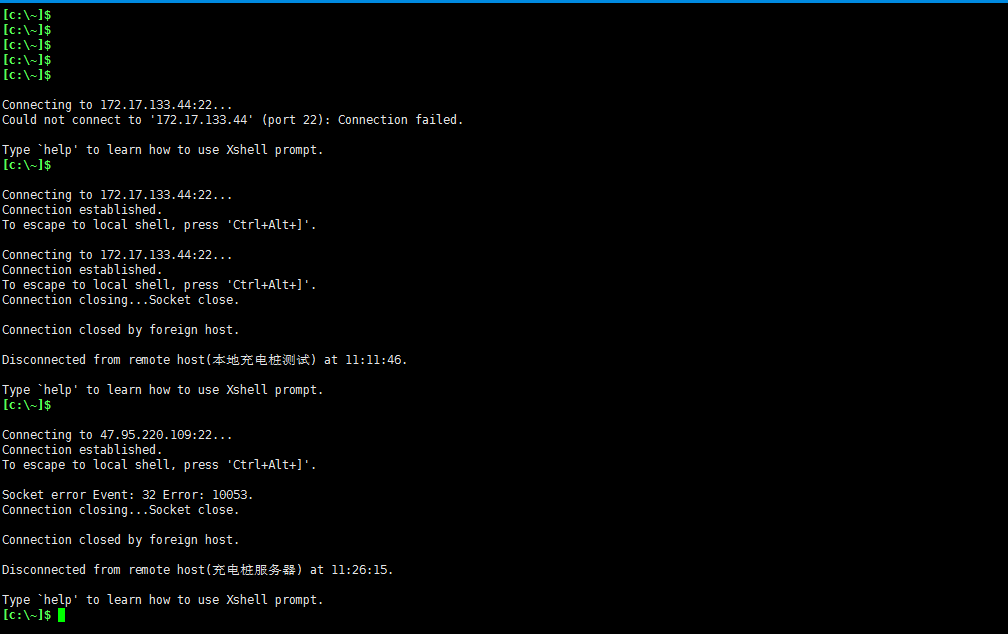 [c:\~]$
[c:\~]$
[c:\~]$
[c:\~]$
[c:\~]$
Connecting to 172.17.133.44:22...
Could not connect to '172.17.133.44' (port 22): Connection failed.
Type `help' to learn how to use Xshell prompt.
[c:\~]$
Connecting to 172.17.133.44:22...
Connection established.
To escape to local shell, press 'Ctrl+Alt+]'.
Connecting to 172.17.133.44:22...
Connection established.
To escape to local shell, press 'Ctrl+Alt+]'.
Connection closing...Socket close.
Connection closed by foreign host.
Disconnected from remote host(本地充电桩测试) at 11:11:46.
Type `help' to learn how to use Xshell prompt.
[c:\~]$
Connecting to 47.95.220.109:22...
Connection established.
To escape to local shell, press 'Ctrl+Alt+]'.
Socket error Event: 32 Error: 10053.
Connection closing...Socket close.
Connection closed by foreign host.
Disconnected from remote host(充电桩服务器) at 11:26:15.
Type `help' to learn how to use Xshell prompt.
[c:\~]$